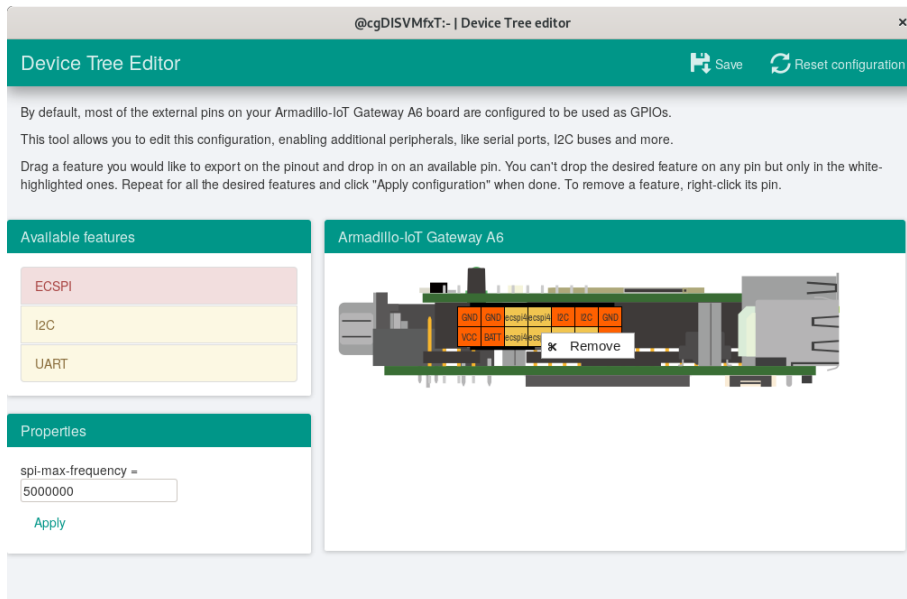 @cgDISVMfxT:~ | Device Tree editor
×
Device Tree Editor
Save
Reset configuration
By default, most of the external pins on your Armadillo-IoT Gateway A6 board are configured to be used as GPIOs.
This tool allows you to edit this configuration, enabling additional peripherals, like serial ports, I2C buses and more.
Drag a feature you would like to export on the pinout and drop in on an available pin. You can't drop the desired feature on any pin but only in the white-
highlighted ones. Repeat for all the desired features and click "Apply configuration" when done. To remove a feature, right-click its pin.
Available features
ECSPI
I2C
UART
Properties
spi-max-frequency =
5000000
Apply
Armadillo-IoT Gateway A6
GND GND ecspi4 ecspi4 I2C I2C GND
VCC BATT ecspi4
Remove